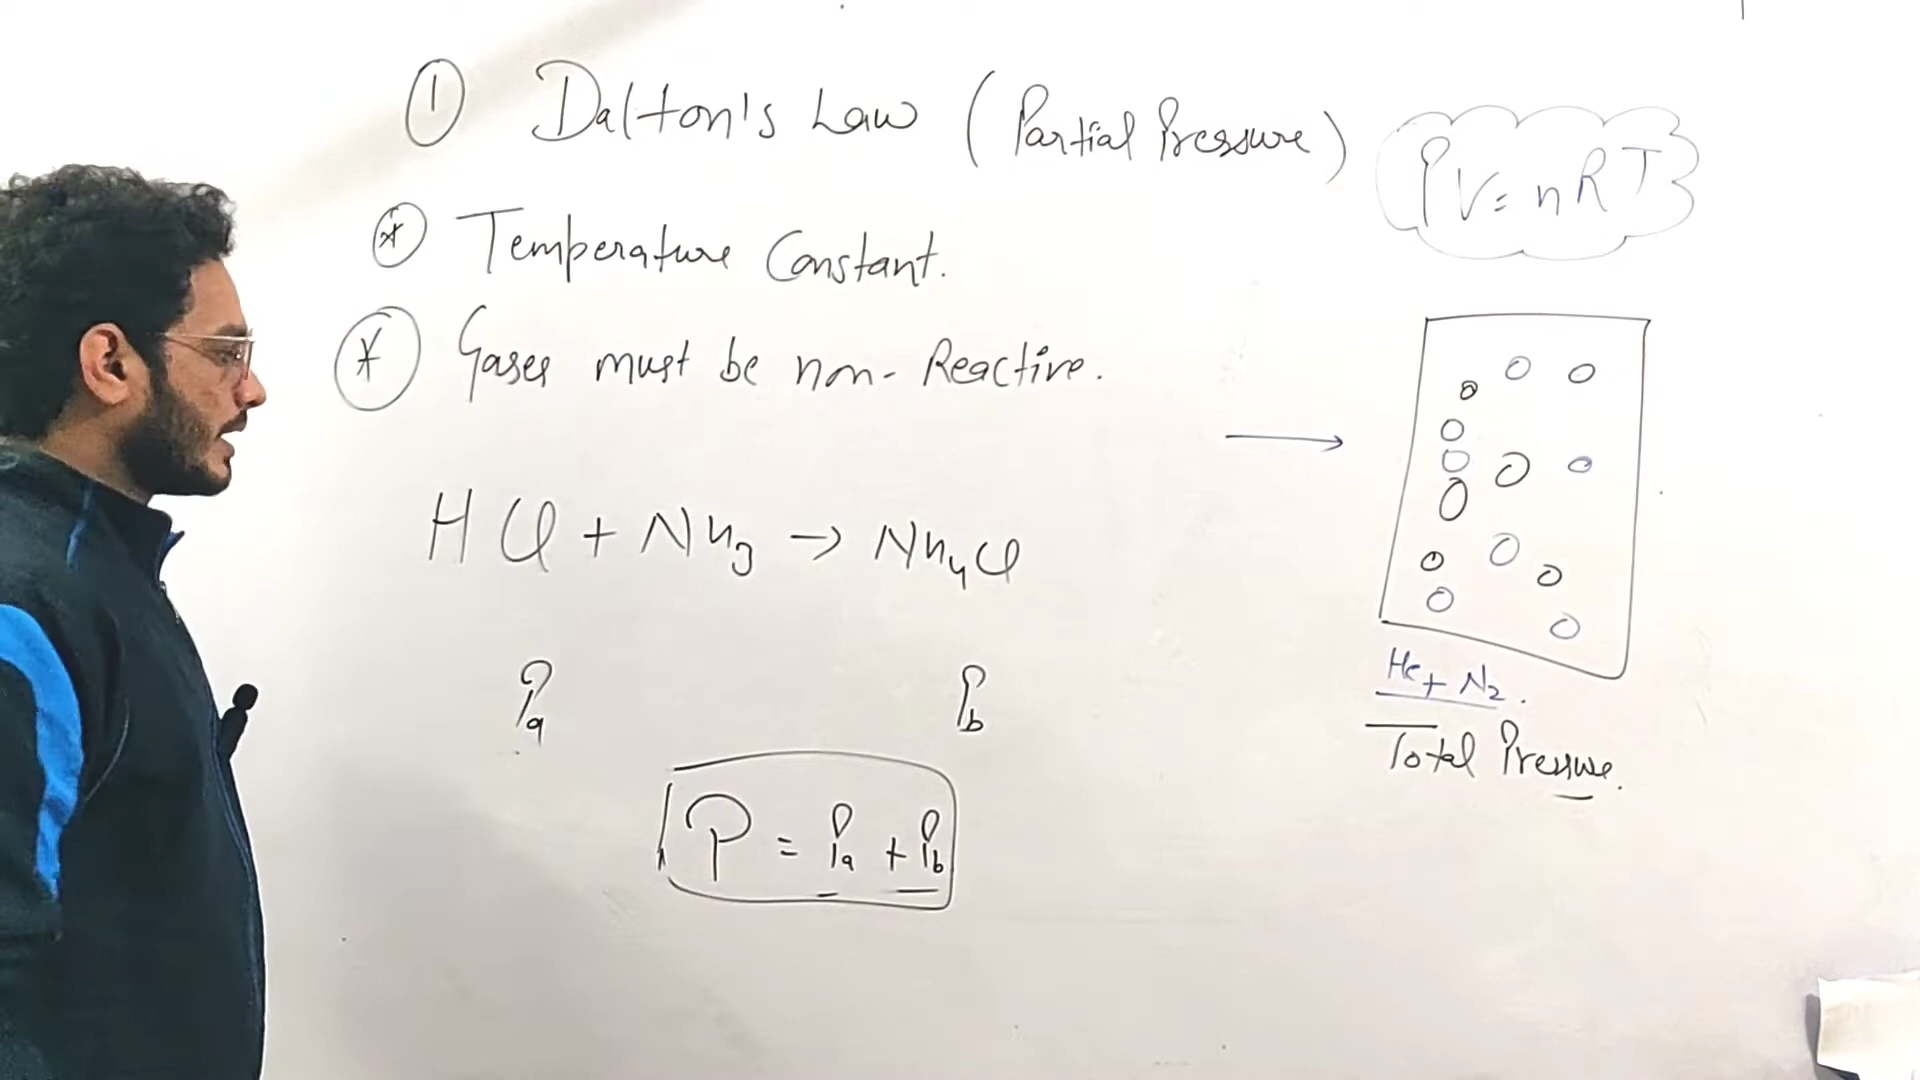 ① Dalton's Law (Partial Pressure)
PV = nRT
* Temperature Constant.
* Gases must be non-Reactive.
HCl + NH3 → NH4Cl
He + N2.
Total Pressure.
Pa Pb
P = Pa + Pb